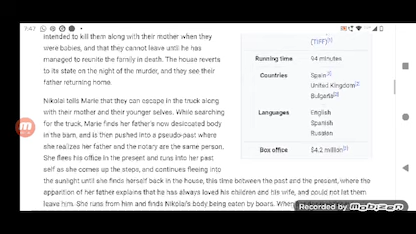 7:47
intended to kill them along with their mother when they
were babies, and that they cannot leave until he has
managed to reunite the family in death. The house reverts
to its state on the night of the murder, and they see their
father returning home.
Nikolai tells Marie that they can escape in the truck along
with their mother and their younger selves. While searching
for the truck, Marie finds her father's now desiccated body
in the barn, and is then pushed into a pseudo-past where
she realizes her father and the notary are the same person.
She flees his office in the present and runs into her past
self as she comes up the steps, and continues fleeing into
the sunlight until she finds herself back in the house, this time between the past and the present, where
the apparition of her father explains that he has always loved his children and his wife, and could not let them
leave him. She runs from him and finds Nikolai's body being eaten by boars. When
(TIFF)[1]
Running time 94 minutes
Countries Spain[1]
United Kingdom[2]
Bulgaria[2]
Languages English
Spanish
Russian
Box office $4.2 million[2]
Recorded by
Mobizen